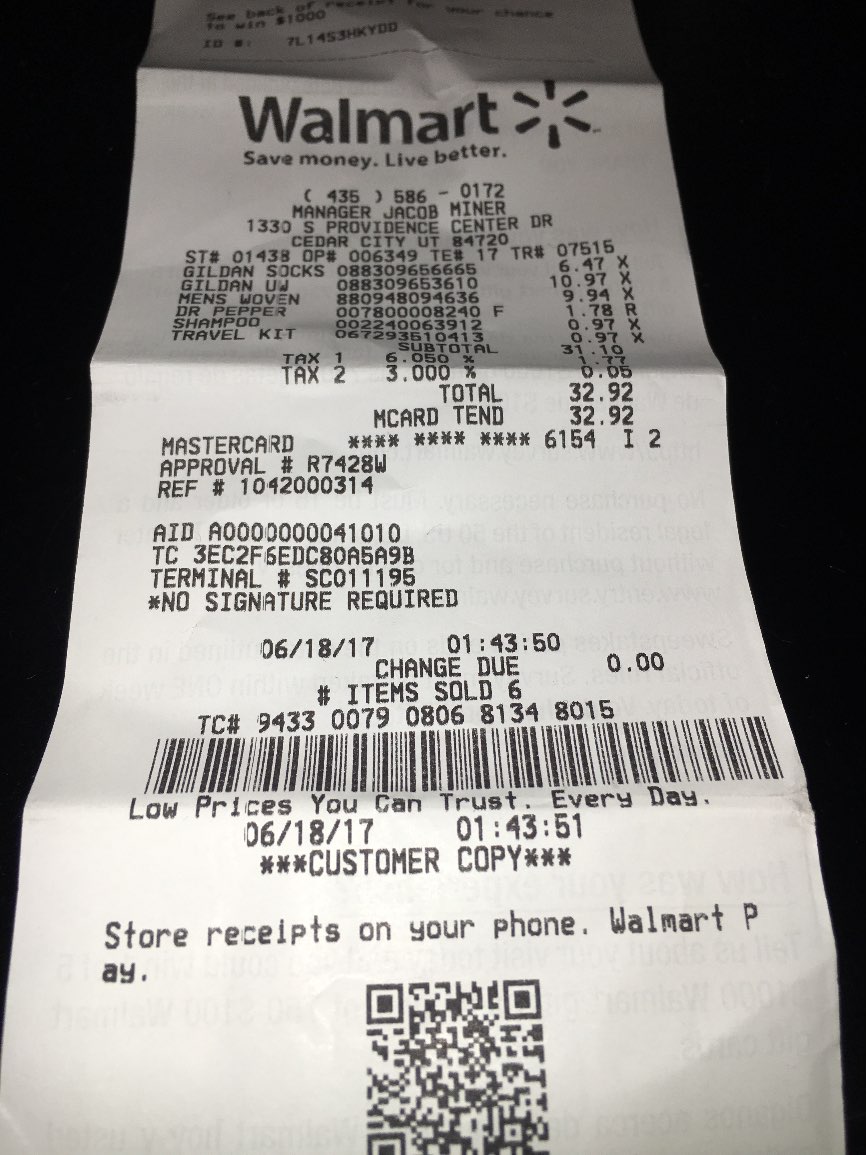 See back of receipt for your chance
to win $1000
ID #: 7L14S3HKYDD
Walmart
Save money. Live better.
( 435 ) 586 - 0172
MANAGER JACOB MINER
1330 S PROVIDENCE CENTER DR
CEDAR CITY UT 84720
ST# 01438 OP# 006349 TE# 17 TR# 07515
GILDAN SOCKS 088309656665 6.47 X
GILDAN UW 088309653610 10.97 X
MENS WOVEN 880948094636 9.94 X
DR PEPPER 007800008240 F 1.78 R
SHAMPOO 002240063912 0.97 X
TRAVEL KIT 067293510413 0.97 X
SUBTOTAL 31.10
TAX 1 6.050 % 1.77
TAX 2 3.000 % 0.05
TOTAL 32.92
MCARD TEND 32.92
MASTERCARD **** **** **** 6154 I 2
APPROVAL # R7428W
REF # 1042000314
AID A0000000041010
TC 3EC2F6EDC80A5A9B
TERMINAL # SC011195
*NO SIGNATURE REQUIRED
06/18/17 01:43:50
CHANGE DUE 0.00
# ITEMS SOLD 6
TC# 9433 0079 0806 8134 8015
Low Prices You Can Trust. Every Day.
06/18/17 01:43:51
***CUSTOMER COPY***
Store receipts on your phone. Walmart P
ay.